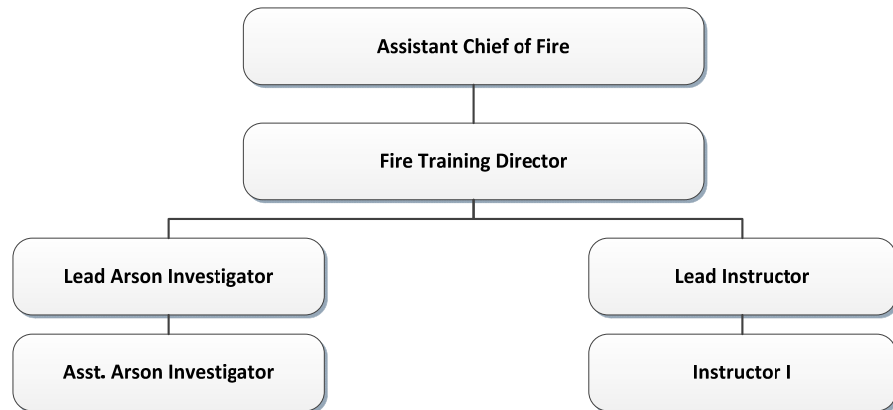 Assistant Chief of Fire
Fire Training Director
Lead Arson Investigator
Lead Instructor
Asst. Arson Investigator
Instructor I